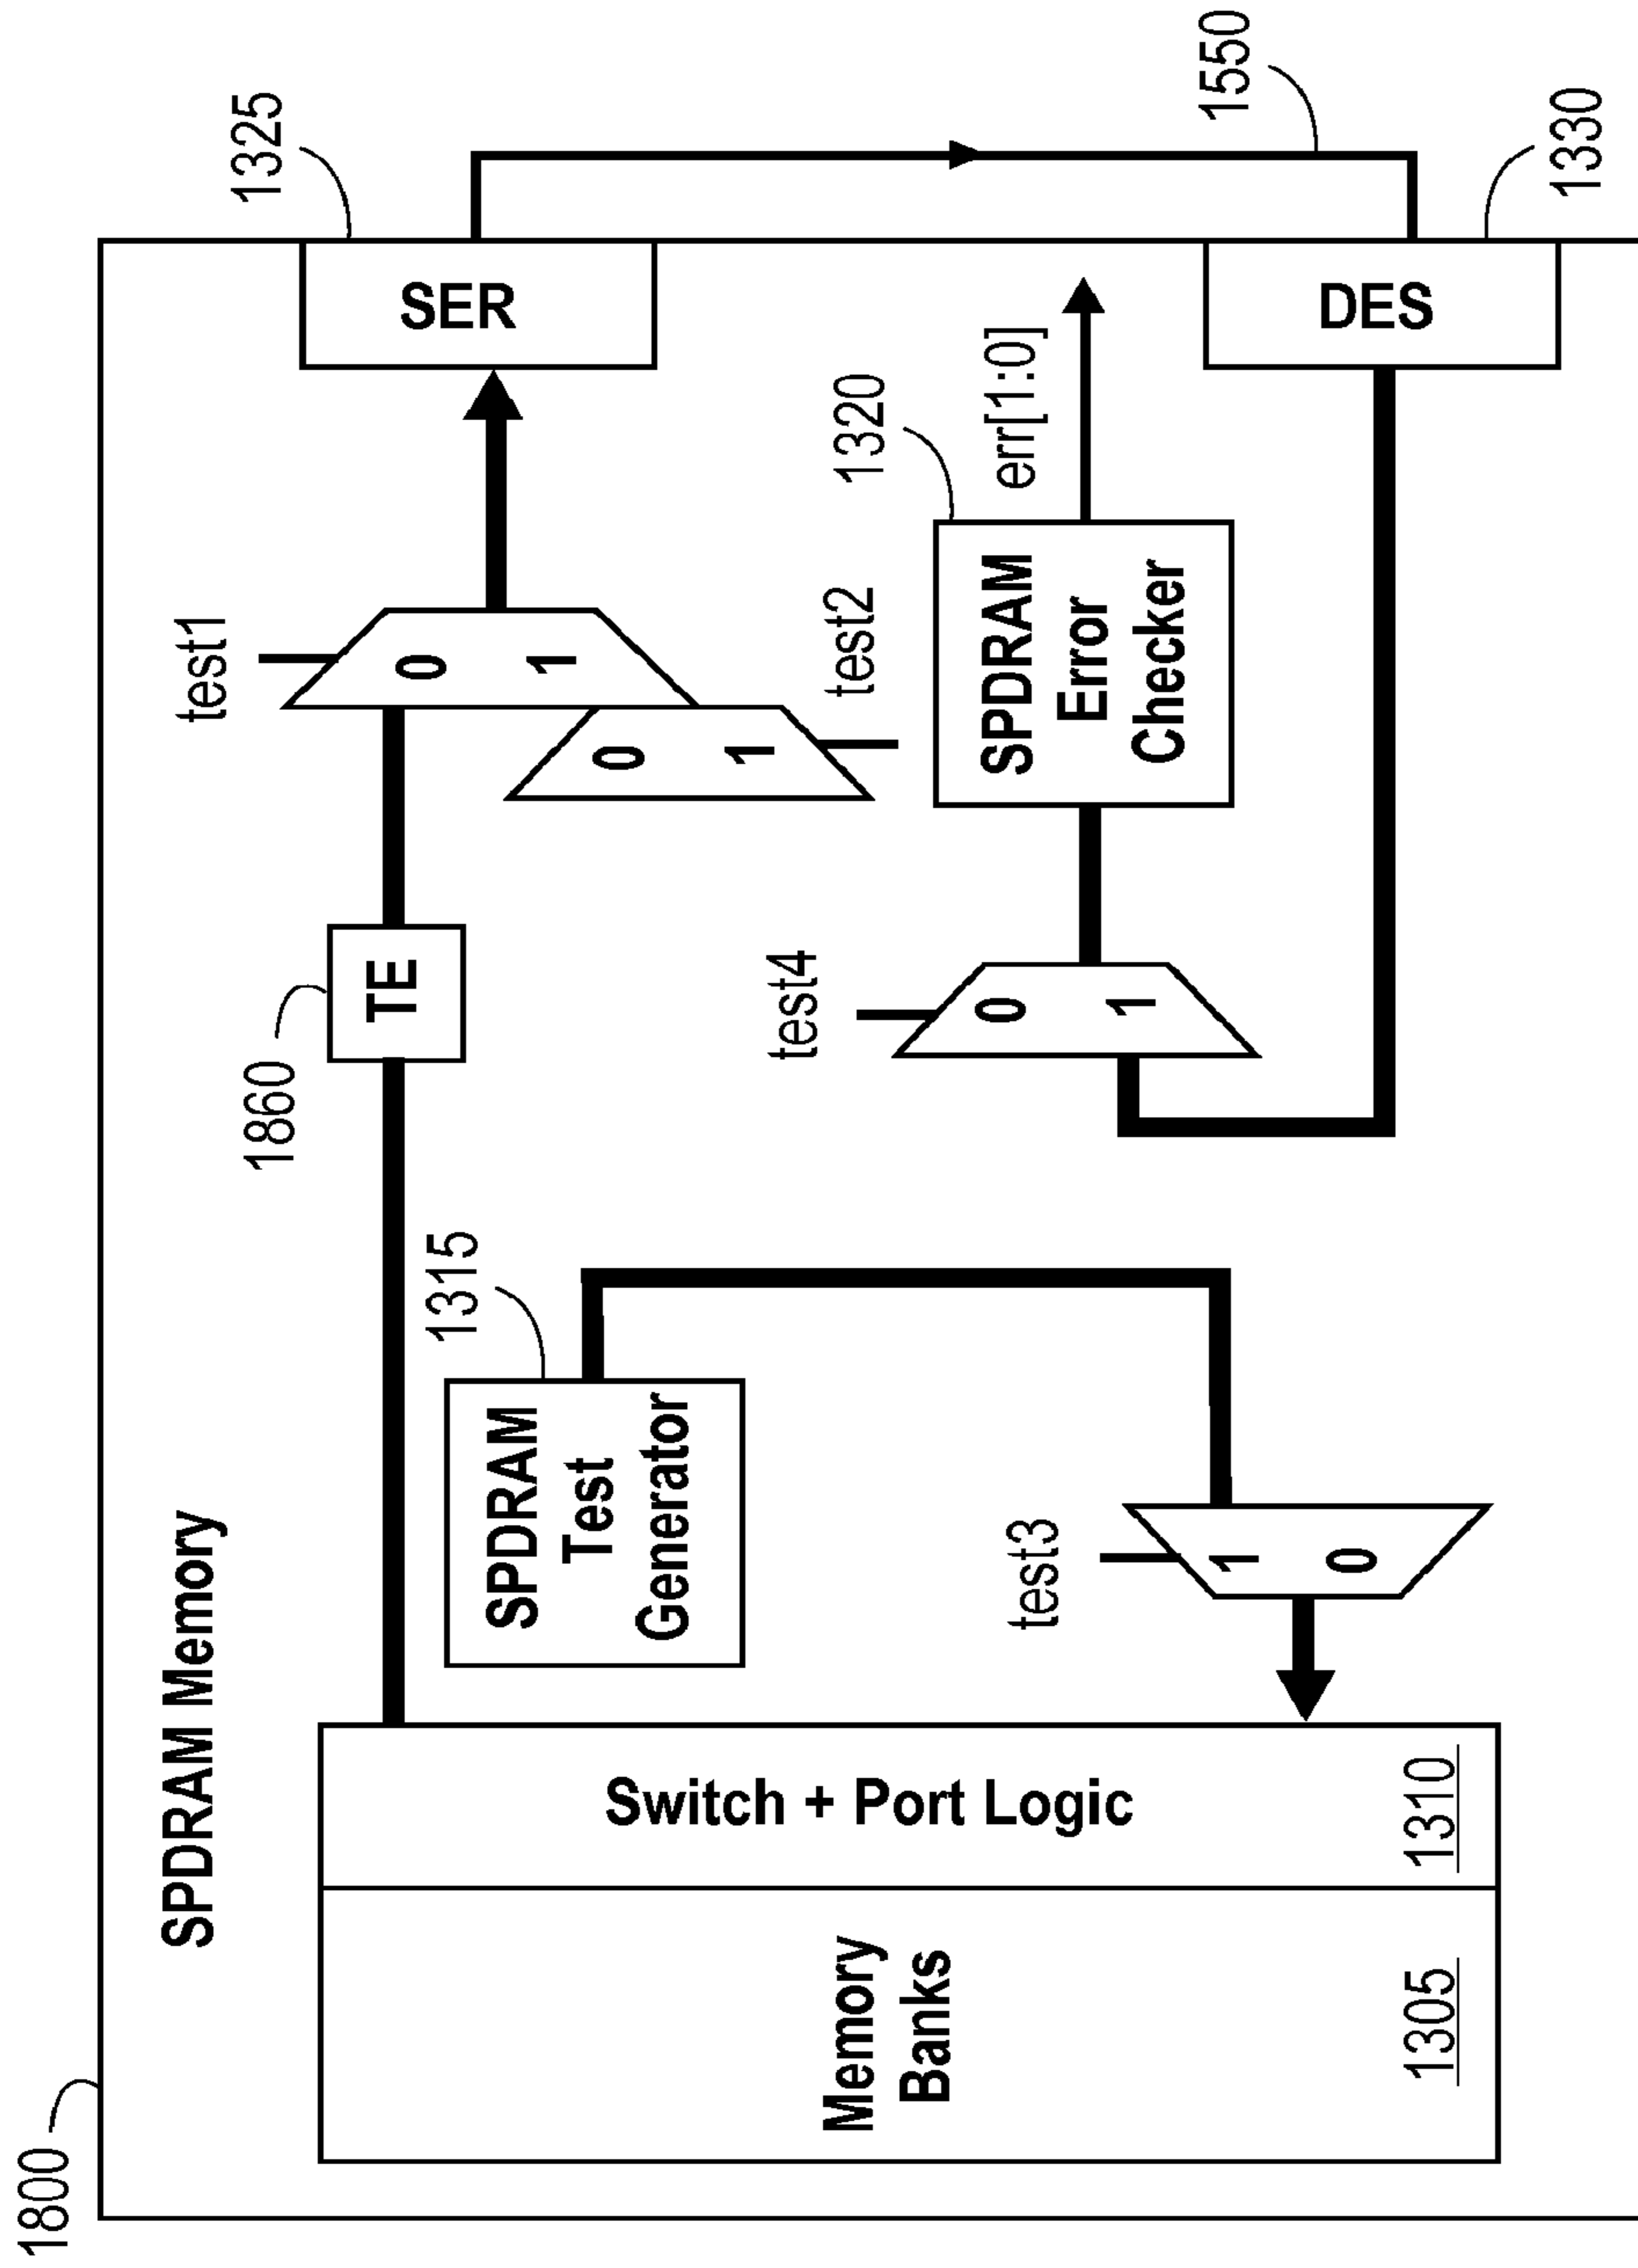 1800
SPDRAM Memory
1860
TE
test1
0
1
SER
1325
1315
SPDRAM
Test
Generator
0
1
test2
test4
0
1
1320
SPDRAM
Error
Checker
err[1:0]
1550
Memory
Banks
1305
Switch + Port Logic
1310
test3
1
0
DES
1330